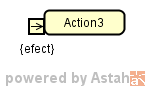 Action3
{efect}
powered by Astah